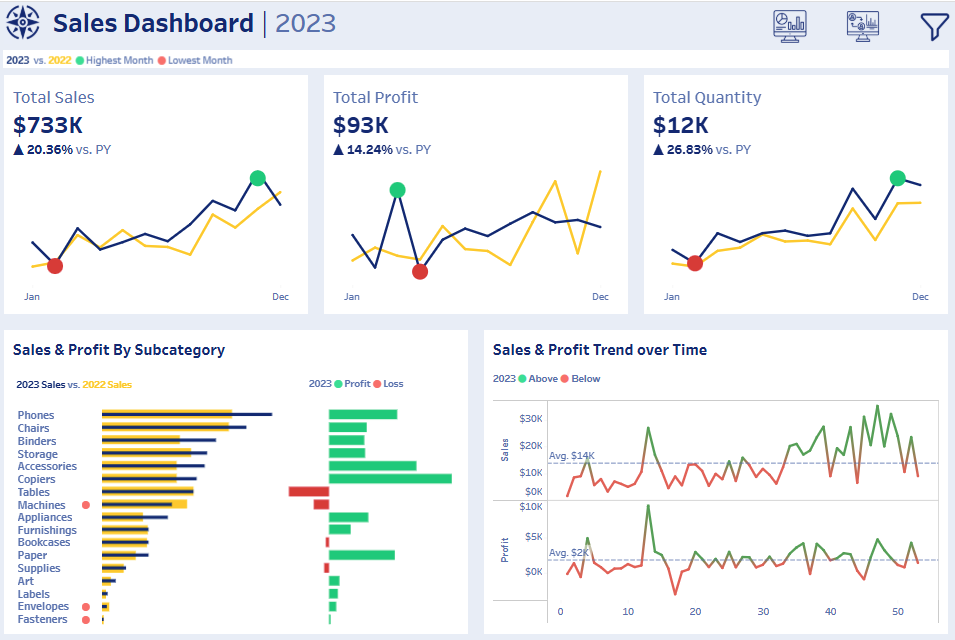 Sales Dashboard | 2023
2023 vs. 2022 Highest Month Lowest Month
Total Sales
$733K
▲ 20.36% vs. PY
Jan Dec
Total Profit
$93K
▲ 14.24% vs. PY
Jan Dec
Total Quantity
$12K
▲ 26.83% vs. PY
Jan Dec
Sales & Profit By Subcategory
2023 Sales vs. 2022 Sales
2023 Profit Loss
Phones
Chairs
Binders
Storage
Accessories
Copiers
Tables
Machines
Appliances
Furnishings
Bookcases
Paper
Supplies
Art
Labels
Envelopes
Fasteners
Sales & Profit Trend over Time
2023 Above Below
Sales
$30K
$20K
Avg. $14K
$10K
$0K
Profit
$10K
$5K
Avg. $2K
$0K
0 10 20 30 40 50